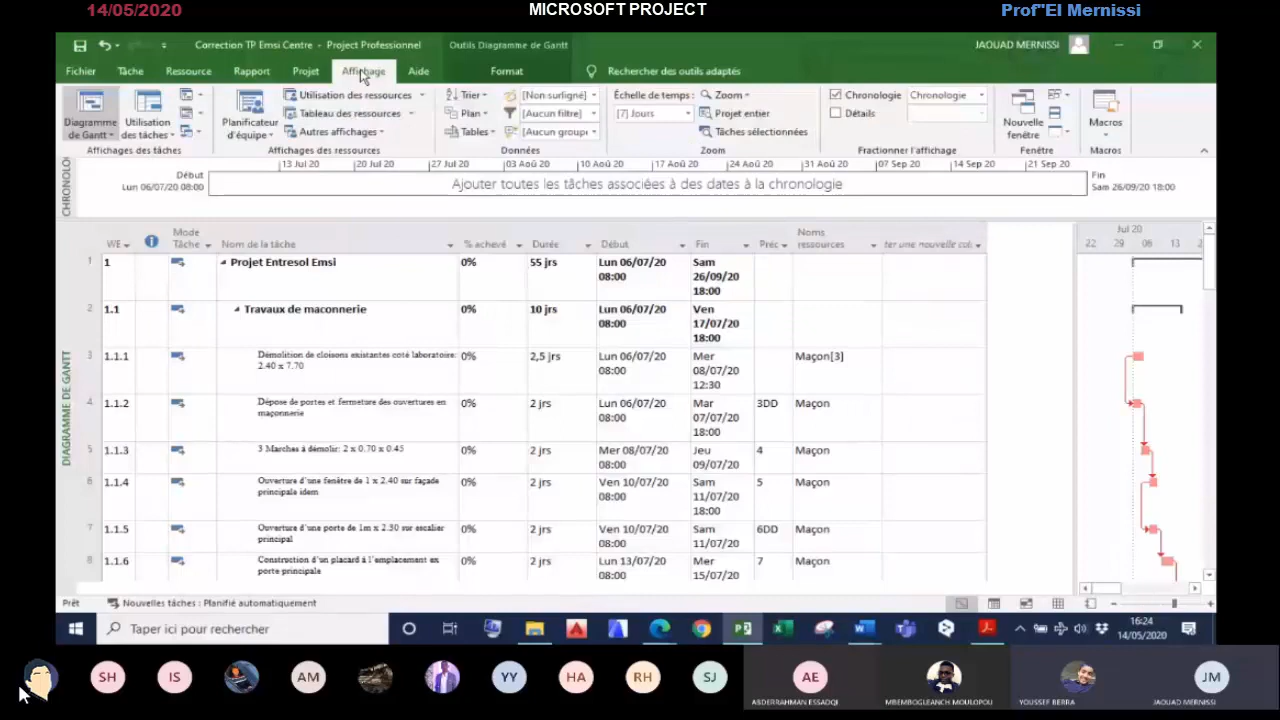 14/05/2020
MICROSOFT PROJECT
Prof"El Mernissi
Correction TP Emsi Centre - Project Professionnel
Outils Diagramme de Gantt
JAOUAD MERNISSI
Fichier
Tâche
Ressource
Rapport
Projet
Affichage
Aide
Format
Rechercher des outils adaptés
Diagramme
de Gantt
Utilisation
des tâches
Planificateur
d'équipe
Utilisation des ressources
Tableau des ressources
Autres affichages
Trier
Plan
Tables
[Non surligné]
[Aucun filtre]
[Aucun group
Échelle de temps :
[7] Jours
Zoom
Projet entier
Tâches sélectionnées
Chronologie
Chronologie
Détails
Nouvelle
fenêtre
Macros
Affichages des tâches
Affichages des ressources
Données
Zoom
Fractionner l'affichage
Fenêtre
Macros
CHRONOLO
13 Jul 20
20 Jul 20
27 Jul 20
03 Aoû 20
10 Aoû 20
17 Aoû 20
24 Aoû 20
31 Aoû 20
07 Sep 20
14 Sep 20
21 Sep 20
Début
Lun 06/07/20 08:00
Ajouter toutes les tâches associées à des dates à la chronologie
Fin
Sam 26/09/20 18:00
DIAGRAMME DE GANTT
WE
Mode
Tâche
Nom de la tâche
% achevé
Durée
Début
Fin
Préc
Noms
ressources
ter une nouvelle col
Jul 20
22 29 06 13 2
1 1 Projet Entresol Emsi 0% 55 jrs Lun 06/07/20 08:00 Sam 26/09/20 18:00
2 1.1 Travaux de maconnerie 0% 10 jrs Lun 06/07/20 08:00 Ven 17/07/20 18:00
3 1.1.1 Démolition de cloisons existantes coté laboratoire: 2.40 x 7.70 0% 2,5 jrs Lun 06/07/20 08:00 Mer 08/07/20 12:30 Maçon[3]
4 1.1.2 Dépose de portes et fermeture des ouvertures en maçonnerie 0% 2 jrs Lun 06/07/20 08:00 Mar 07/07/20 18:00 3DD Maçon
5 1.1.3 3 Marches à démolir: 2 x 0.70 x 0.45 0% 2 jrs Mer 08/07/20 08:00 Jeu 09/07/20 4 Maçon
6 1.1.4 Ouverture d'une fenêtre de 1 x 2.40 sur façade principale idem 0% 2 jrs Ven 10/07/20 08:00 Sam 11/07/20 18:00 5 Maçon
7 1.1.5 Ouverture d'une porte de 1m x 2.30 sur escalier principal 0% 2 jrs Ven 10/07/20 08:00 Sam 11/07/20 6DD Maçon
8 1.1.6 Construction d'un placard à l'emplacement en porte principale 0% 2 jrs Lun 13/07/20 08:00 Mer 15/07/20 7 Maçon
Prêt
Nouvelles tâches : Planifié automatiquement
Taper ici pour rechercher
16:24
14/05/2020
SH
IS
AM
YY
HA
RH
SJ
AE
JM
ABDERRAHMAN ESSADQI
MBEMBOGLEANCH MOULOPOU
YOUSSEF BERRA
JAOUAD MERNISSI